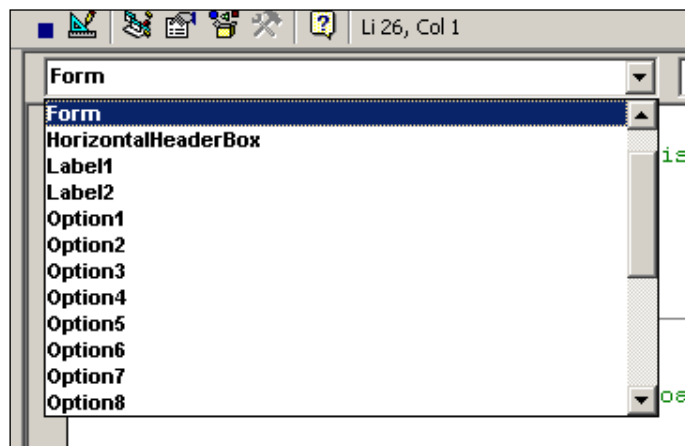 Li 26, Col 1
Form
Form
HorizontalHeaderBox
Label1
Label2
Option1
Option2
Option3
Option4
Option5
Option6
Option7
Option8